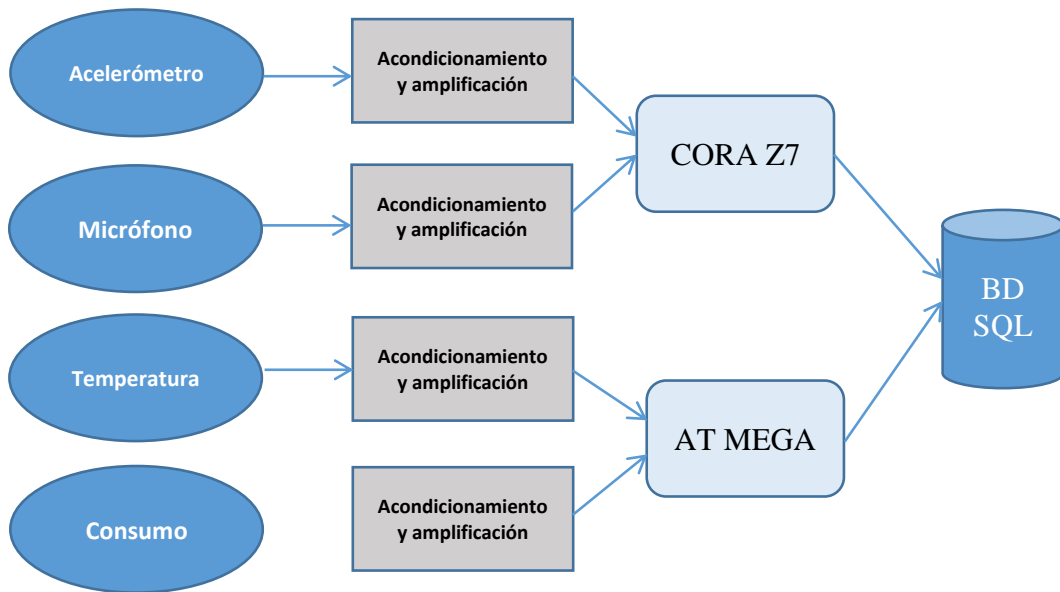 Acelerómetro
Acondicionamiento
y amplificación
Micrófono
Acondicionamiento
y amplificación
CORA Z7
Temperatura
Acondicionamiento
y amplificación
Consumo
Acondicionamiento
y amplificación
AT MEGA
BD
SQL